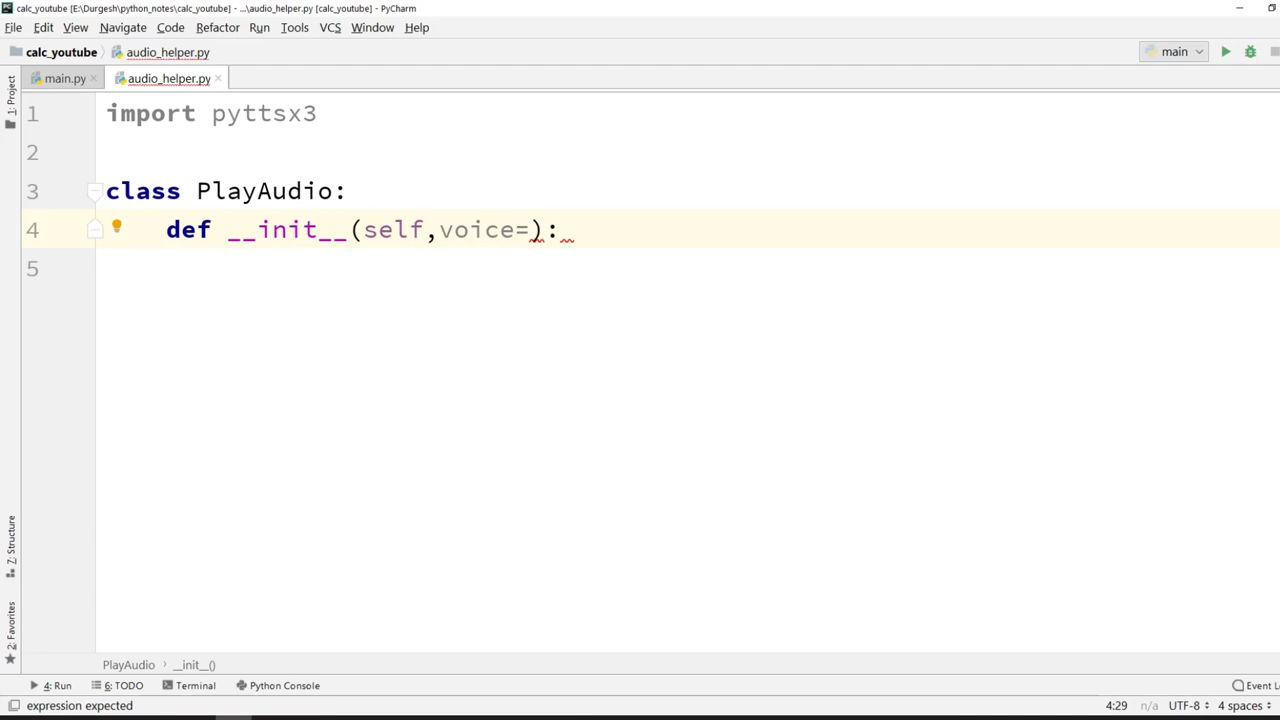 calc_youtube [E:\Durgesh\python_notes\calc_youtube] - ...\audio_helper.py [calc_youtube] - PyCharm
File Edit View Navigate Code Refactor Run Tools VCS Window Help
calc_youtube audio_helper.py main
main.py audio_helper.py
1 import pyttsx3
2
3 class PlayAudio:
4 def __init__(self,voice=):
5
1: Project
7: Structure
2: Favorites
PlayAudio › __init__()
4: Run 6: TODO Terminal Python Console Event L
expression expected 4:29 n/a UTF-8 4 spaces